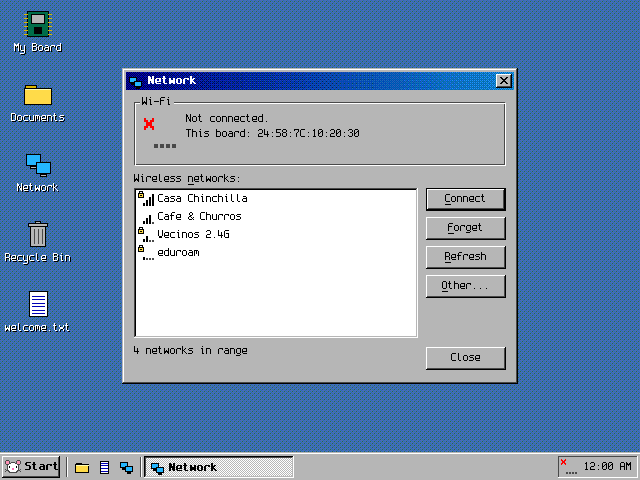 My Board
Documents
Network
Recycle Bin
welcome.txt
Network
Wi-Fi
Not connected.
This board: 24:58:7C:10:20:30
Wireless networks:
Casa Chinchilla
Cafe & Churros
Vecinos 2.4G
eduroam
4 networks in range
Connect
Forget
Refresh
Other...
Close
Start
Network
12:00 AM